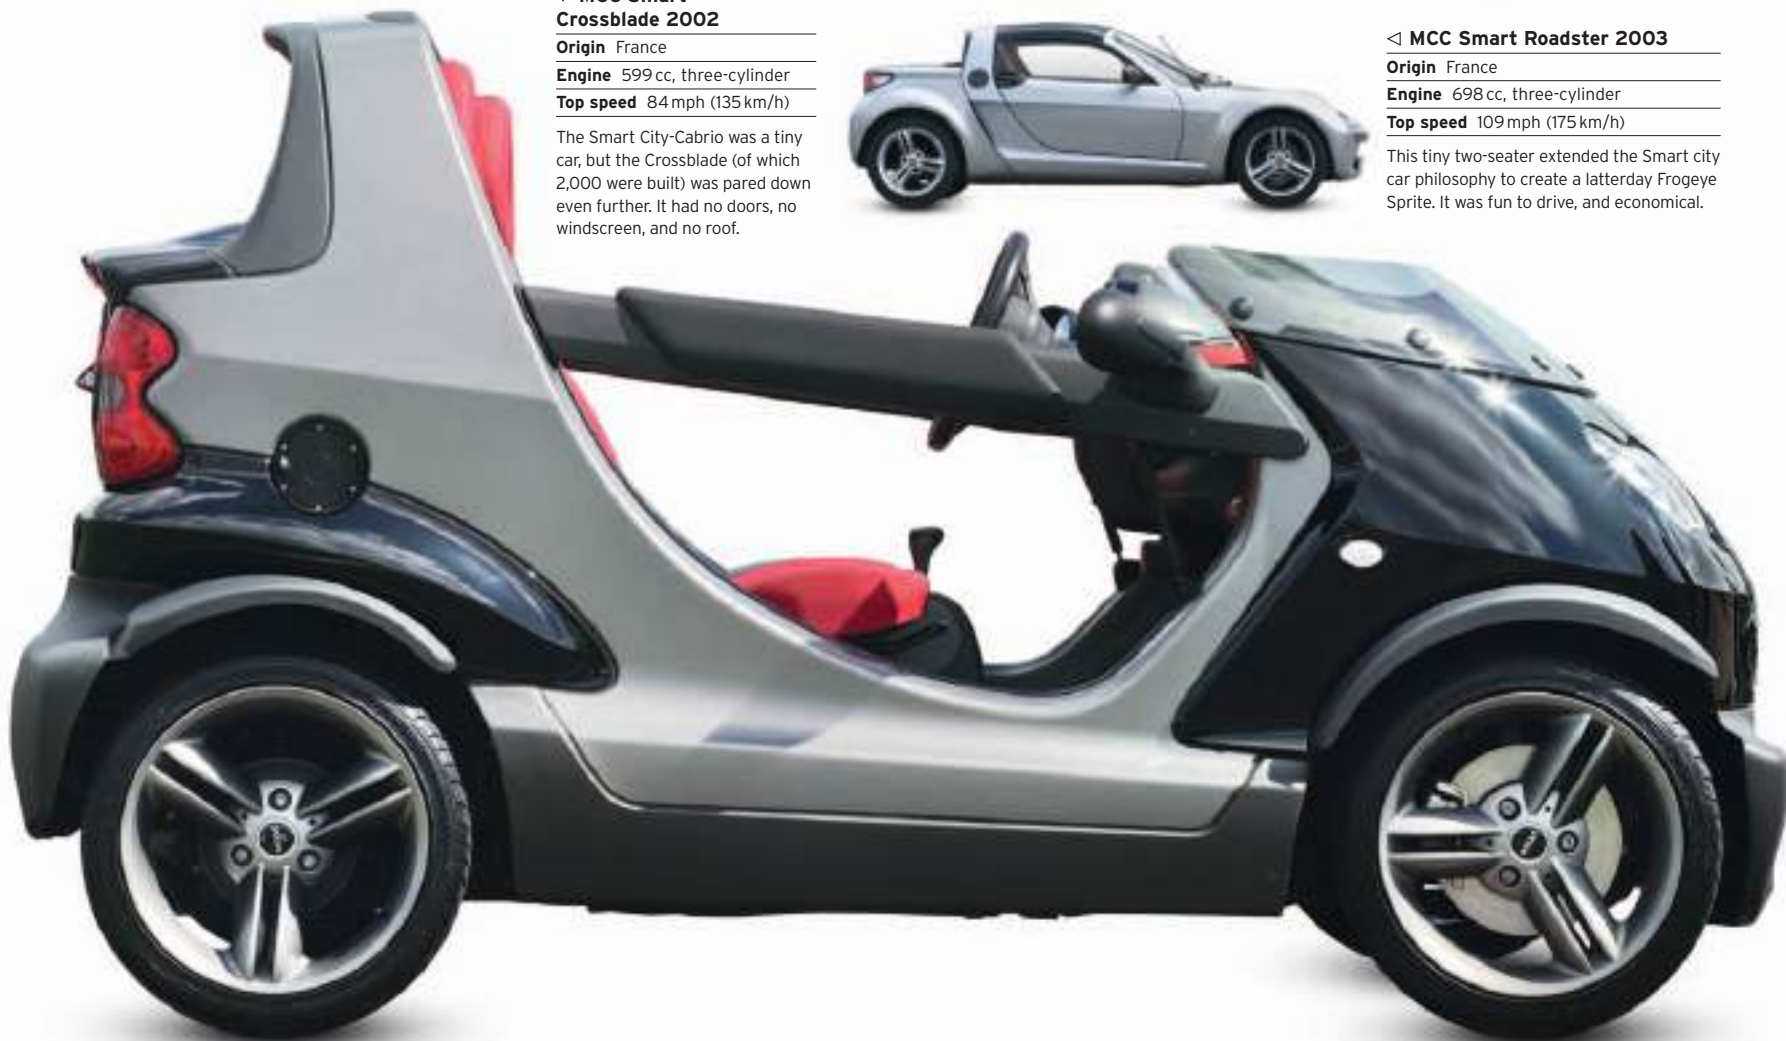 MCC Smart
Crossblade 2002
Origin France
Engine 599 cc, three-cylinder
Top speed 84 mph (135 km/h)
The Smart City-Cabrio was a tiny
car, but the Crossblade (of which
2,000 were built) was pared down
even further. It had no doors, no
windscreen, and no roof.
◁ MCC Smart Roadster 2003
Origin France
Engine 698 cc, three-cylinder
Top speed 109 mph (175 km/h)
This tiny two-seater extended the Smart city
car philosophy to create a latterday Frogeye
Sprite. It was fun to drive, and economical.